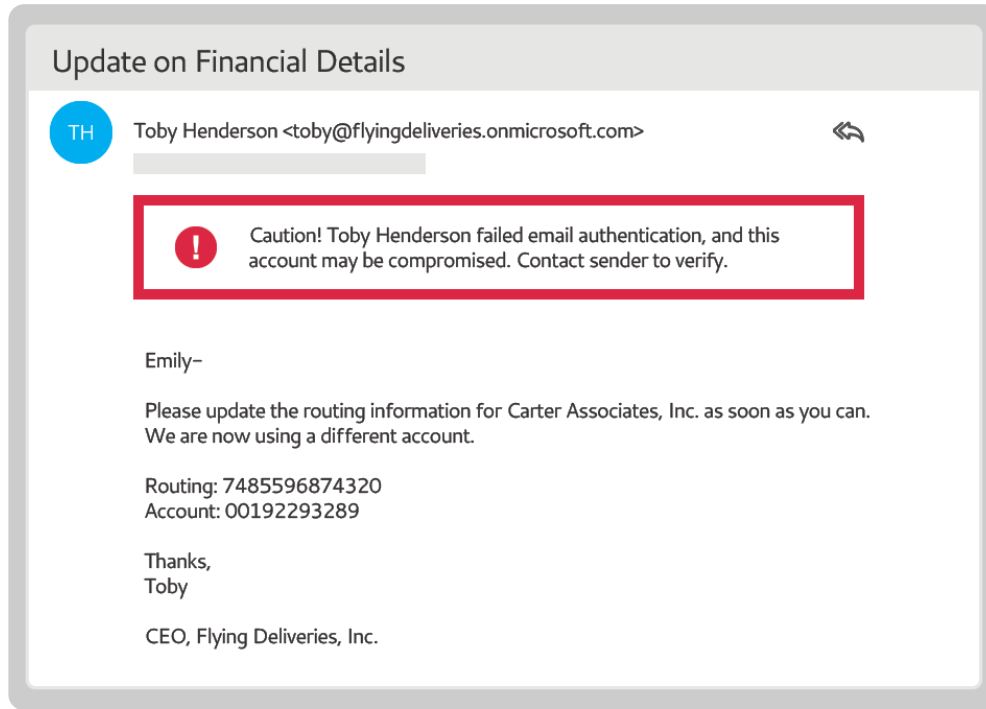 Update on Financial Details
TH
Toby Henderson <toby@flyingdeliveries.onmicrosoft.com>
Caution! Toby Henderson failed email authentication, and this
account may be compromised. Contact sender to verify.
Emily–
Please update the routing information for Carter Associates, Inc. as soon as you can.
We are now using a different account.
Routing: 7485596874320
Account: 00192293289
Thanks,
Toby
CEO, Flying Deliveries, Inc.